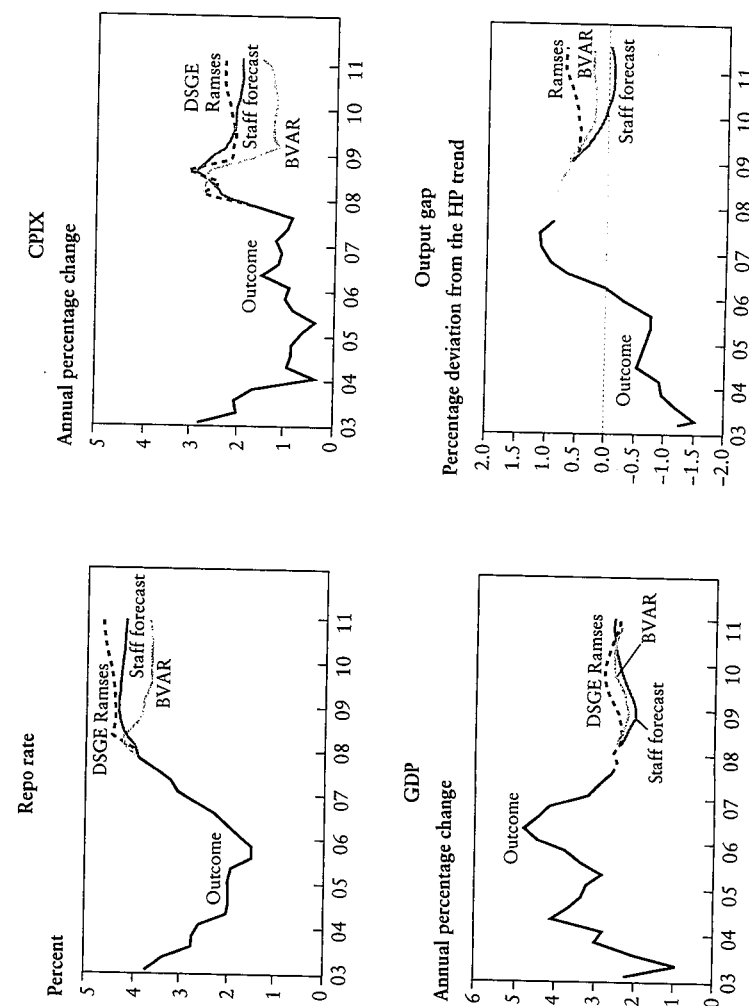 Repo rate
Percent
5
4
3
2
1
0
DSGE Ramses
Staff forecast
BVAR
Outcome
03 04 05 06 07 08 09 10 11
CPIX
Annual percentage change
5
4
3
2
1
0
DSGE
Ramses
Staff forecast
BVAR
Outcome
03 04 05 06 07 08 09 10 11
GDP
Annual percentage change
6
5
4
3
2
1
0
Outcome
DSGE Ramses
BVAR
Staff forecast
03 04 05 06 07 08 09 10 11
Output gap
Percentage deviation from the HP trend
2.0
1.5
1.0
0.5
0.0
−0.5
−1.0
−1.5
−2.0
Ramses
BVAR
Staff forecast
Outcome
03 04 05 06 07 08 09 10 11